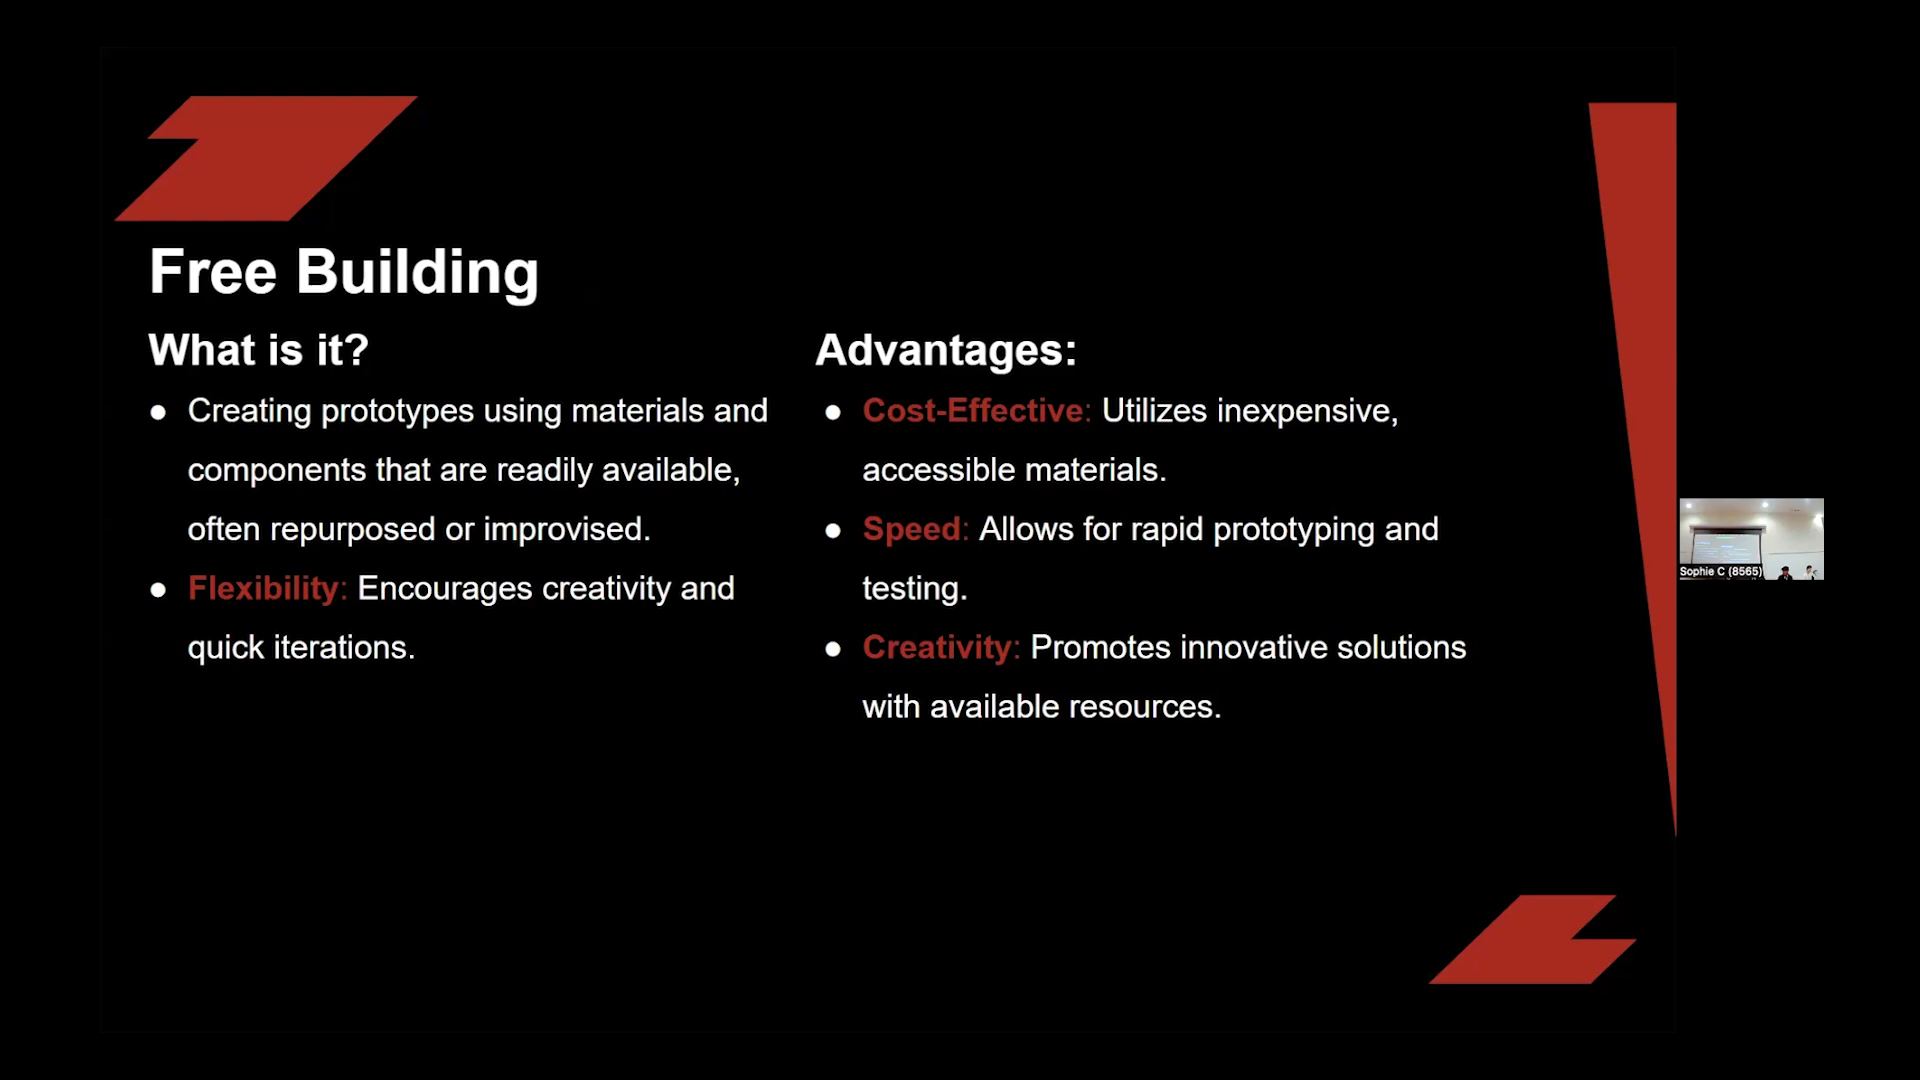 Free Building
What is it?
● Creating prototypes using materials and
components that are readily available,
often repurposed or improvised.
● Flexibility: Encourages creativity and
quick iterations.
Advantages:
● Cost-Effective: Utilizes inexpensive,
accessible materials.
● Speed: Allows for rapid prototyping and
testing.
● Creativity: Promotes innovative solutions
with available resources.
Sophie C (8565)